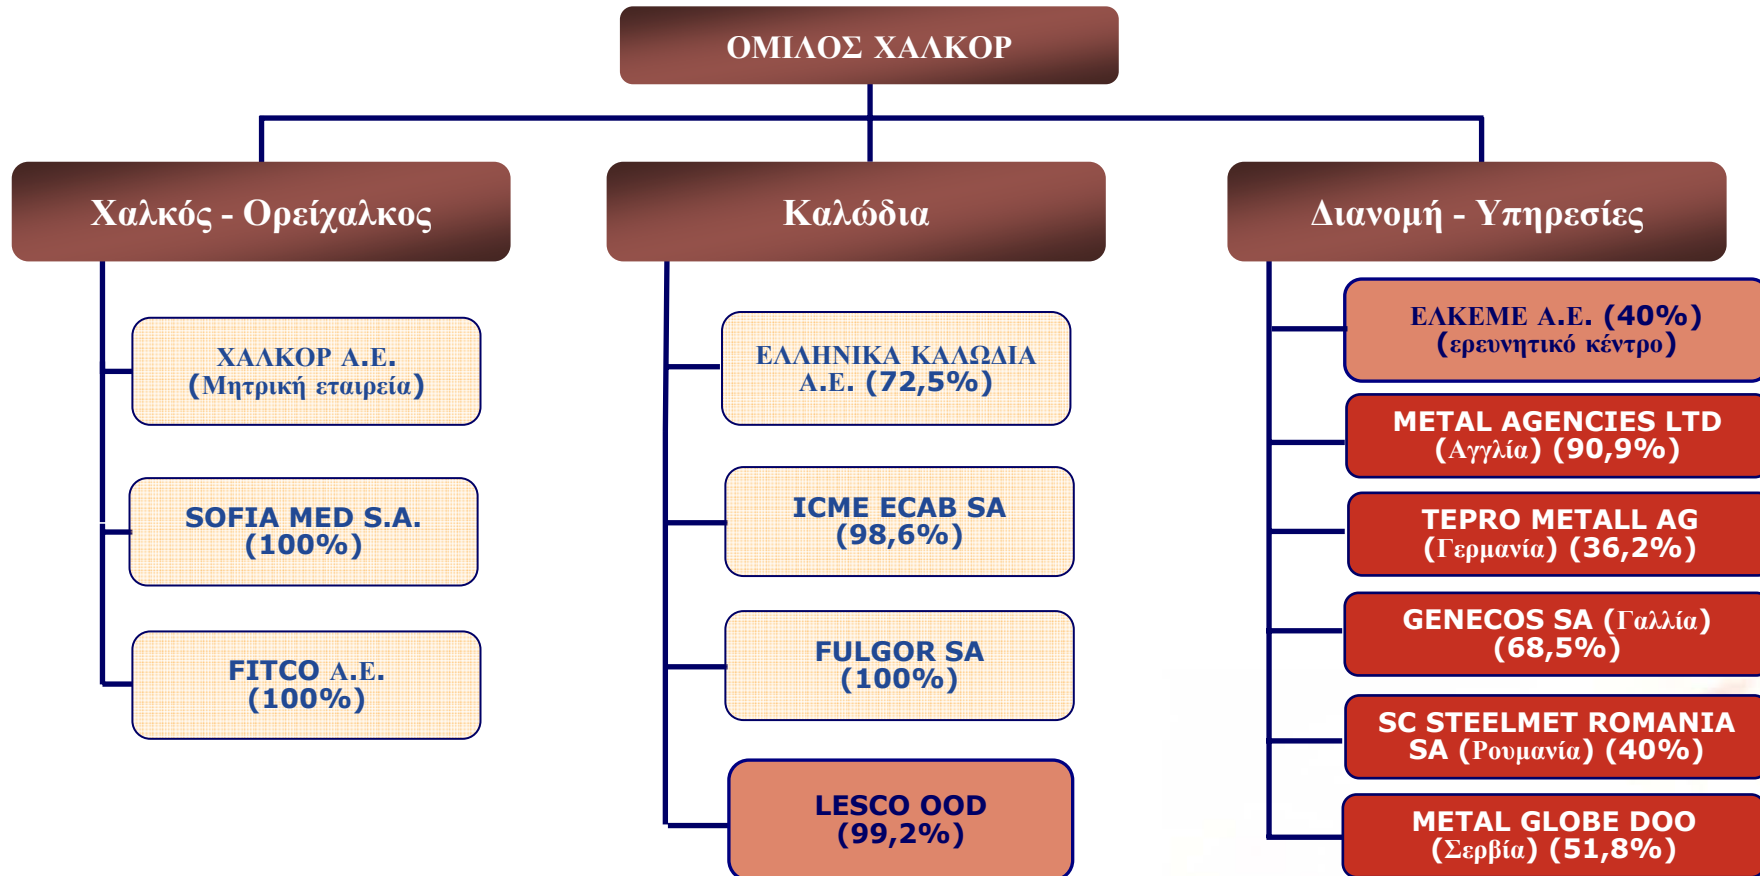 ΟΜΙΛΟΣ ΧΑΛΚΟΡ
Χαλκός - Ορείχαλκος
ΧΑΛΚΟΡ Α.Ε.
(Μητρική εταιρεία)
SOFIA MED S.A.
(100%)
FITCO Α.Ε.
(100%)
Καλώδια
ΕΛΛΗΝΙΚΑ ΚΑΛΩΔΙΑ
Α.Ε. (72,5%)
ICME ECAB SA
(98,6%)
FULGOR SA
(100%)
LESCO OOD
(99,2%)
Διανομή - Υπηρεσίες
ΕΛΚΕΜΕ Α.Ε. (40%)
(ερευνητικό κέντρο)
METAL AGENCIES LTD
(Αγγλία) (90,9%)
TEPRO METALL AG
(Γερμανία) (36,2%)
GENECOS SA (Γαλλία)
(68,5%)
SC STEELMET ROMANIA
SA (Ρουμανία) (40%)
METAL GLOBE DOO
(Σερβία) (51,8%)